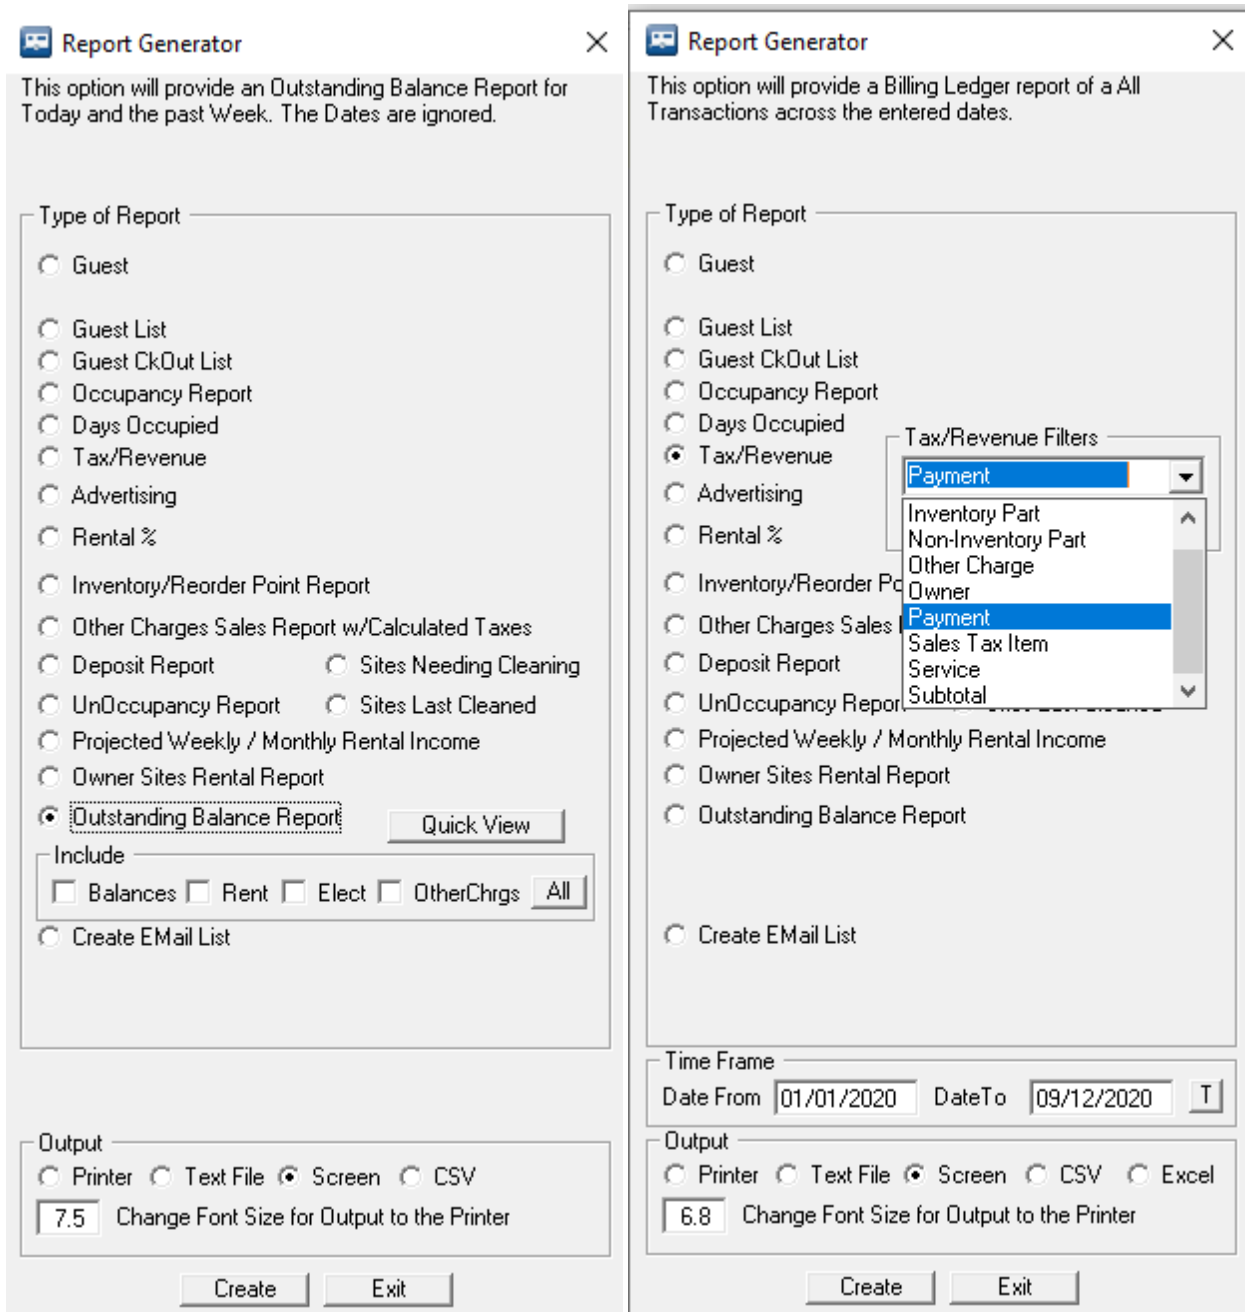 Report Generator
This option will provide an Outstanding Balance Report for
Today and the past Week. The Dates are ignored.
Type of Report
Guest
Guest List
Guest CkOut List
Occupancy Report
Days Occupied
Tax/Revenue
Advertising
Rental %
Inventory/Reorder Point Report
Other Charges Sales Report w/Calculated Taxes
Deposit Report Sites Needing Cleaning
UnOccupancy Report Sites Last Cleaned
Projected Weekly / Monthly Rental Income
Owner Sites Rental Report
Outstanding Balance Report Quick View
Include
Balances Rent Elect OtherChrgs All
Create EMail List
Output
Printer Text File Screen CSV
7.5 Change Font Size for Output to the Printer
Create Exit
Report Generator
This option will provide a Billing Ledger report of a All
Transactions across the entered dates.
Type of Report
Guest
Guest List
Guest CkOut List
Occupancy Report
Days Occupied
Tax/Revenue
Advertising
Rental %
Tax/Revenue Filters
Payment
Inventory Part
Non-Inventory Part
Other Charge
Owner
Payment
Sales Tax Item
Service
Subtotal
Inventory/Reorder Po
Other Charges Sales
Deposit Report
UnOccupancy Report
Projected Weekly / Monthly Rental Income
Owner Sites Rental Report
Outstanding Balance Report
Create EMail List
Time Frame
Date From 01/01/2020 DateTo 09/12/2020 T
Output
Printer Text File Screen CSV Excel
6.8 Change Font Size for Output to the Printer
Create Exit